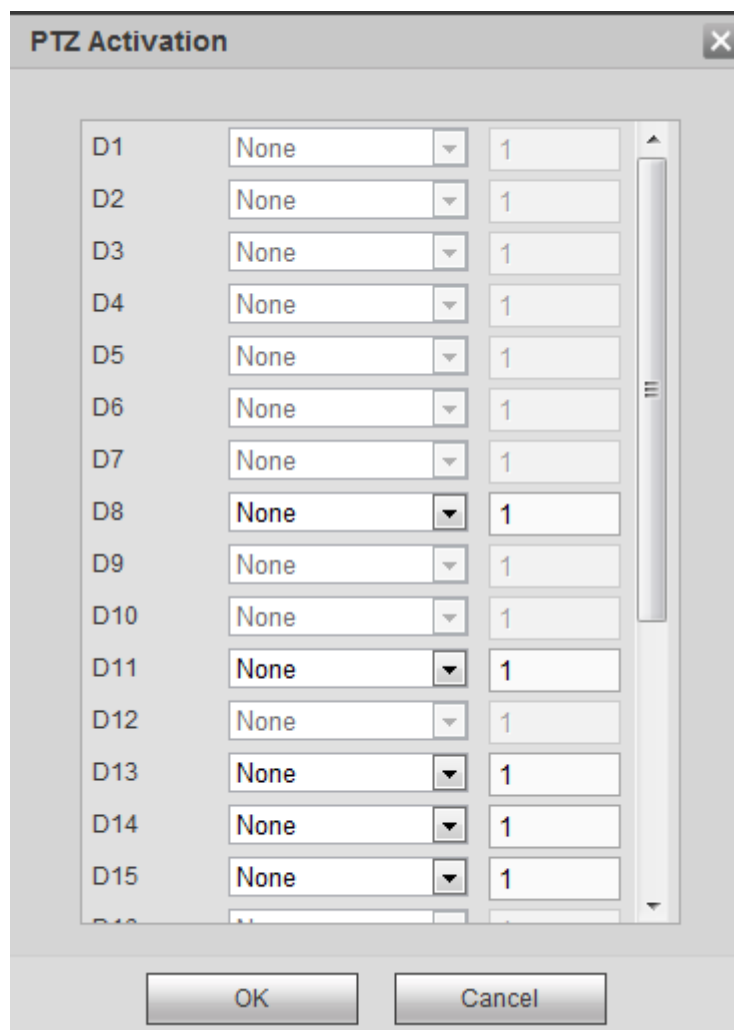 PTZ Activation
D1 None 1
D2 None 1
D3 None 1
D4 None 1
D5 None 1
D6 None 1
D7 None 1
D8 None 1
D9 None 1
D10 None 1
D11 None 1
D12 None 1
D13 None 1
D14 None 1
D15 None 1
OK Cancel